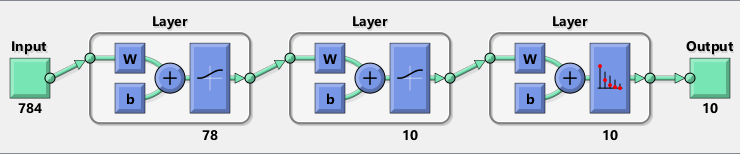 Layer Layer Layer
Input Output
W W W
+ + +
b b b
784 10
78 10 10